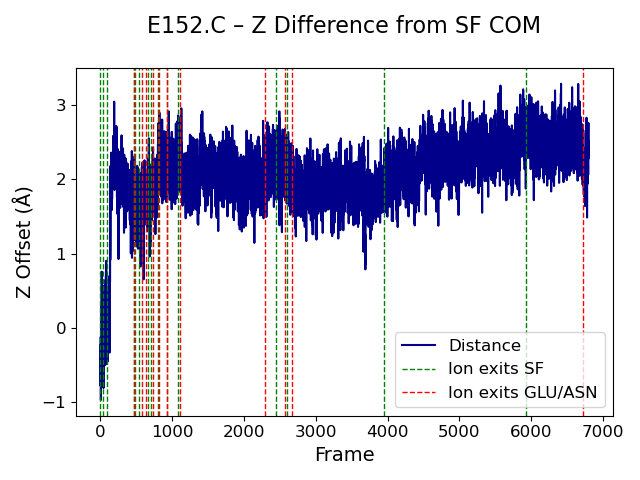 E152.C – Z Difference from SF COM
Z Offset (Å)
3
2
1
0
−1
0 1000 2000 3000 4000 5000 6000 7000
Frame
Distance
Ion exits SF
Ion exits GLU/ASN